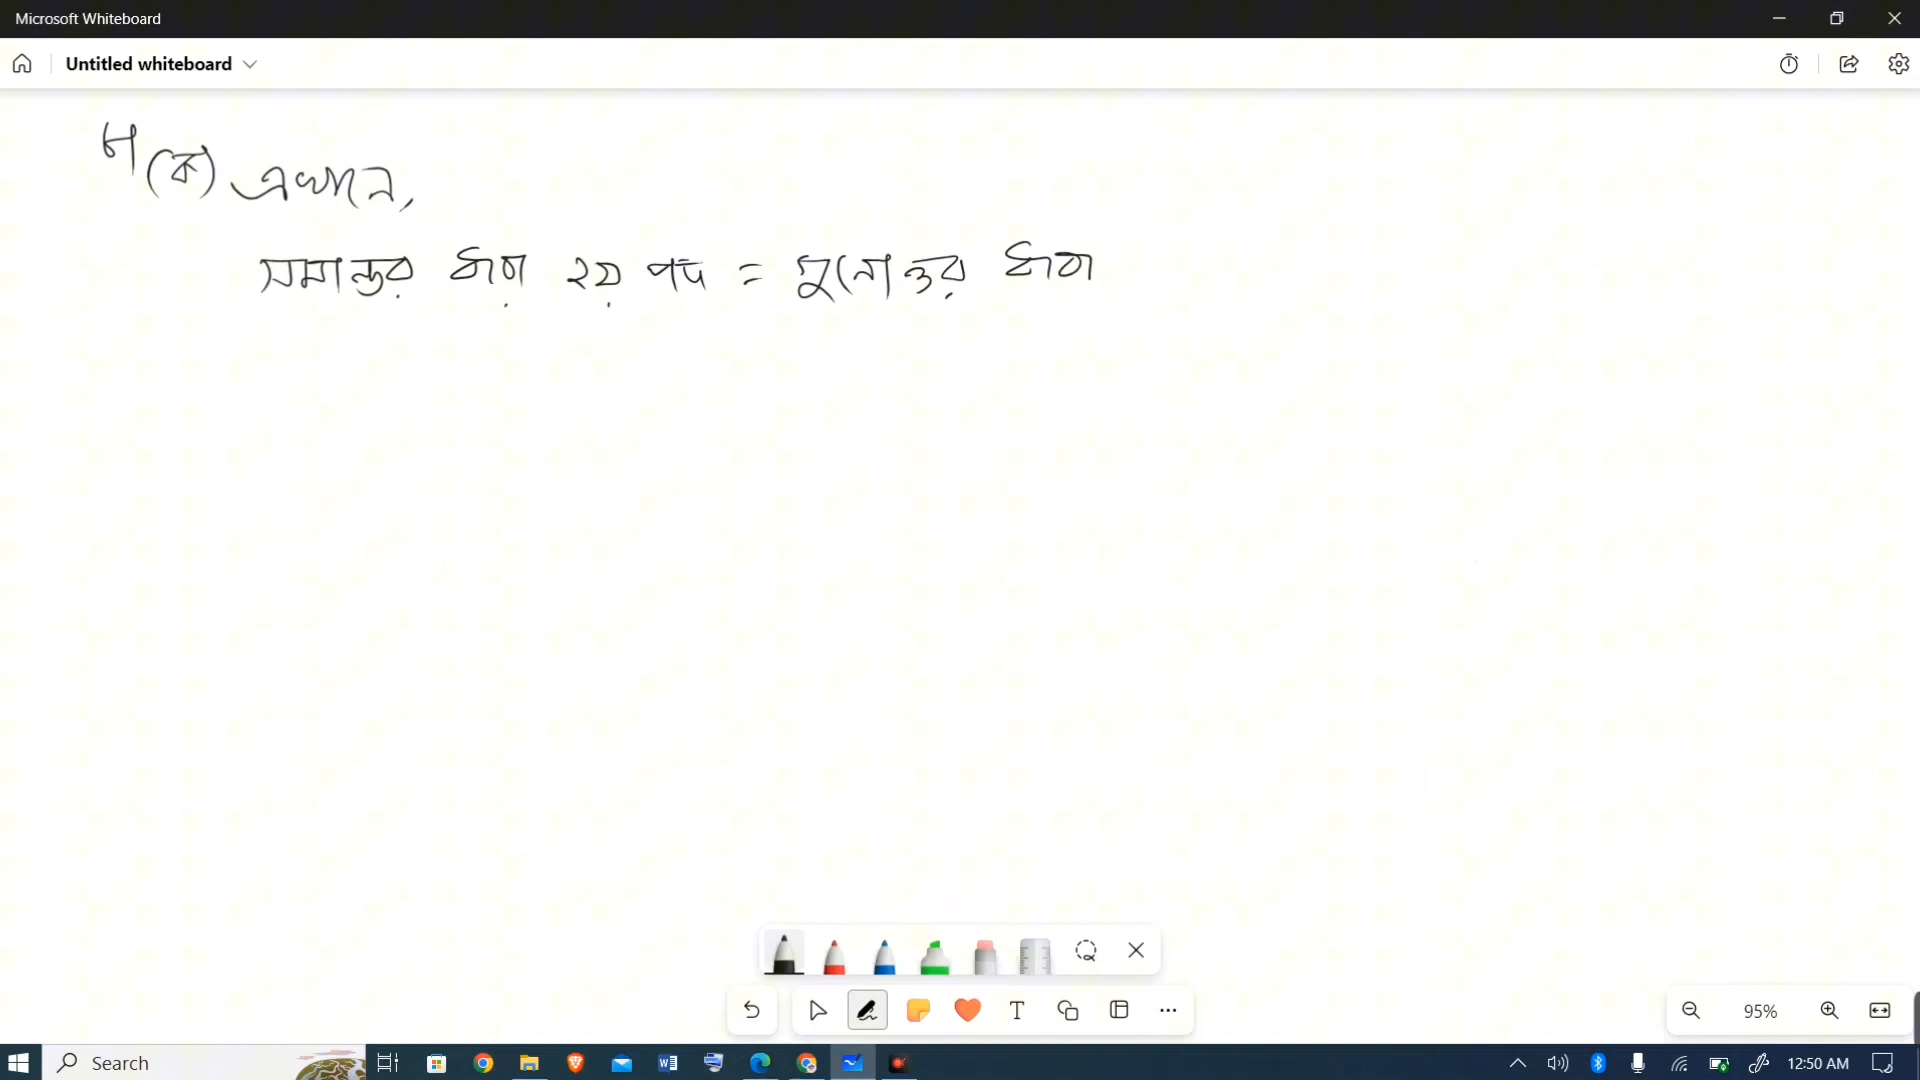 Microsoft Whiteboard
Untitled whiteboard
(ক) এখানে,
সমান্তর ধারা ২য় পদ = গুনোত্তর ধারা
95%
Search
12:50 AM